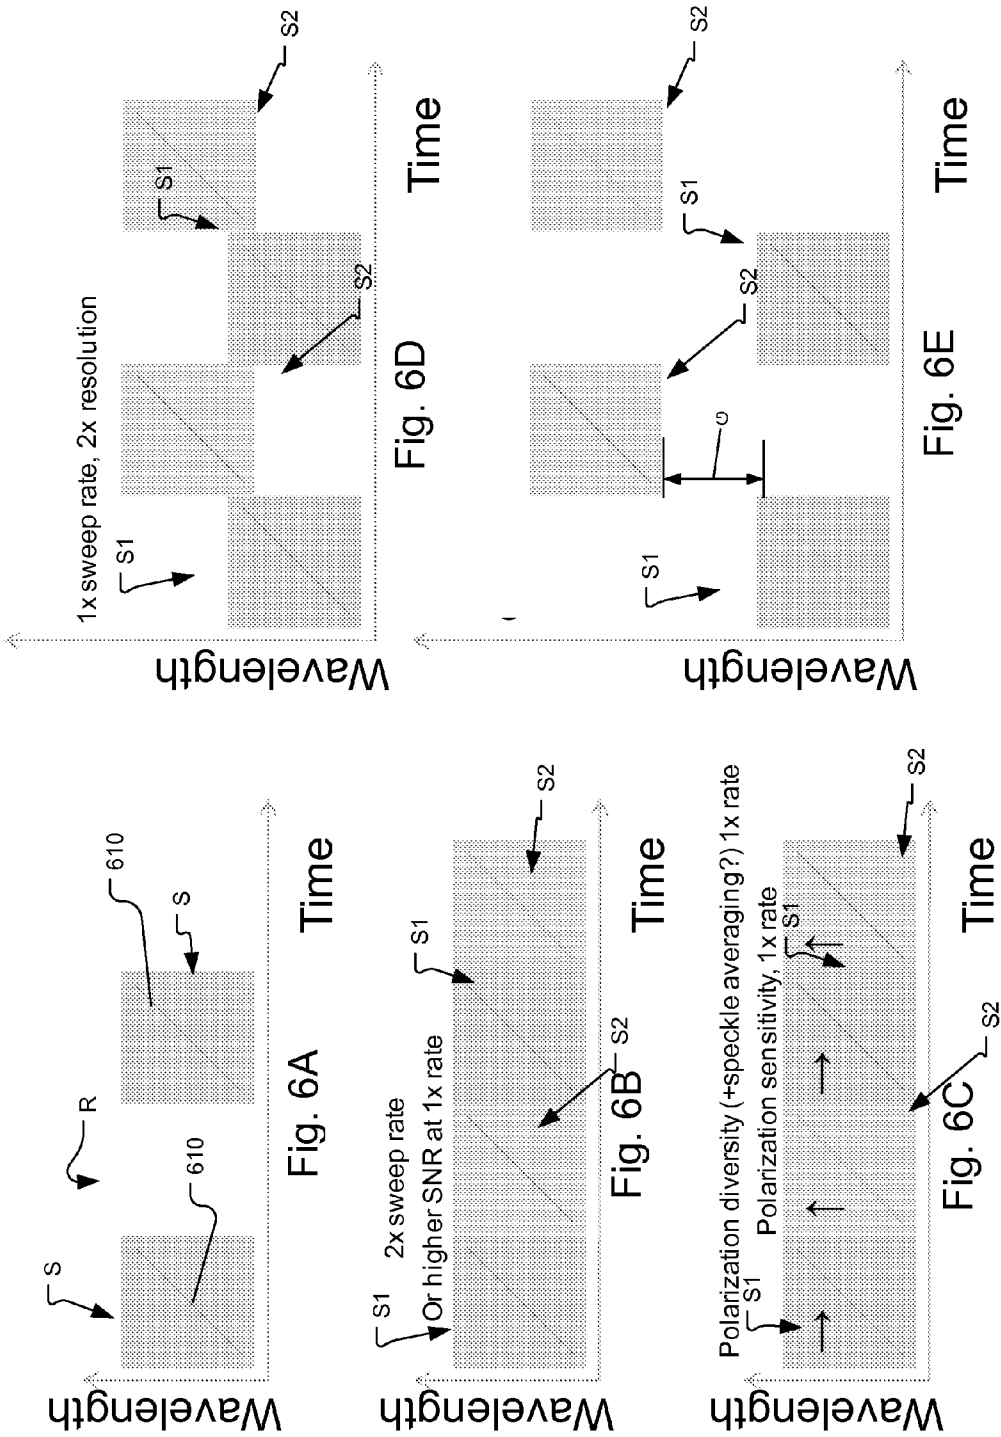 Wavelength
S
610
R
610
S
Time
Fig. 6A
2x sweep rate
Or higher SNR at 1x rate
Wavelength
S1
S2
S1
S2
Time
Fig. 6B
Polarization diversity (+speckle averaging?) 1x rate
Polarization sensitivity, 1x rate
Wavelength
S1
S2
S1
S2
Time
Fig. 6C
1x sweep rate, 2x resolution
Wavelength
S1
S2
S1
S2
Time
Fig. 6D
Wavelength
S1
G
S2
S1
S2
Time
Fig. 6E